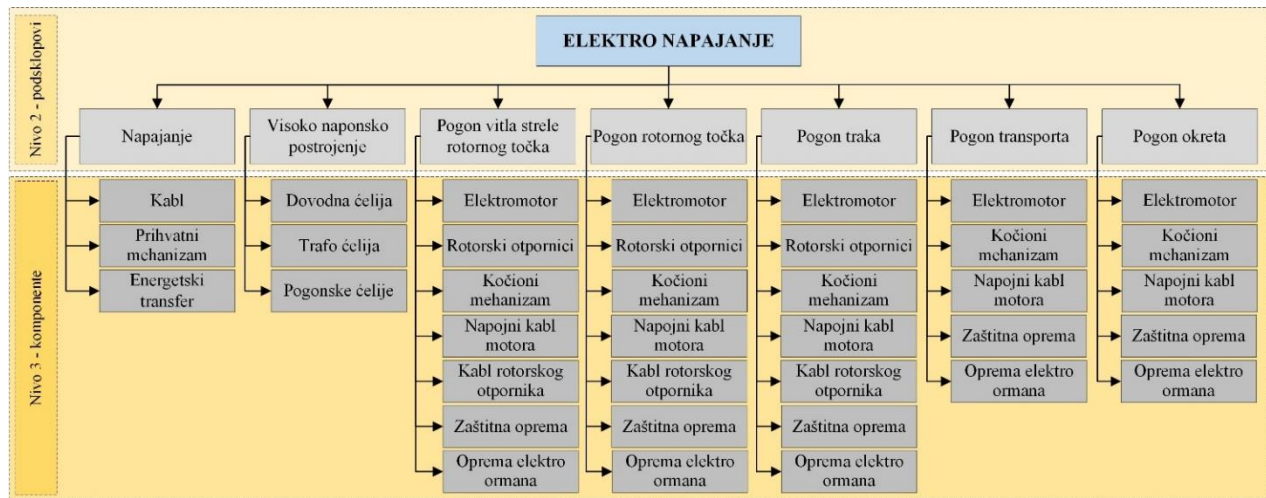 Nivo 2 - podsklopovi
ELEKTRO NAPAJANJE
Napajanje
Visoko naponsko
postrojenje
Pogon vitla strele
rotornog točka
Pogon rotornog točka
Pogon traka
Pogon transporta
Pogon okreta
Nivo 3 - komponente
Kabl
Prihvatni
mehanizam
Energetski
transfer
Dovodna ćelija
Trafo ćelija
Pogonske ćelije
Elektromotor
Rotorski otpornici
Kočioni
mehanizam
Napojni kabl
motora
Kabl rotorskog
otpornika
Zaštitna oprema
Oprema elektro
ormana
Elektromotor
Rotorski otpornici
Kočioni
mehanizam
Napojni kabl
motora
Kabl rotorskog
otpornika
Zaštitna oprema
Oprema elektro
ormana
Elektromotor
Rotorski otpornici
Kočioni
mehanizam
Napojni kabl
motora
Kabl rotorskog
otpornika
Zaštitna oprema
Oprema elektro
ormana
Elektromotor
Kočioni
mehanizam
Napojni kabl
motora
Zaštitna oprema
Oprema elektro
ormana
Elektromotor
Kočioni
mehanizam
Napojni kabl
motora
Zaštitna oprema
Oprema elektro
ormana